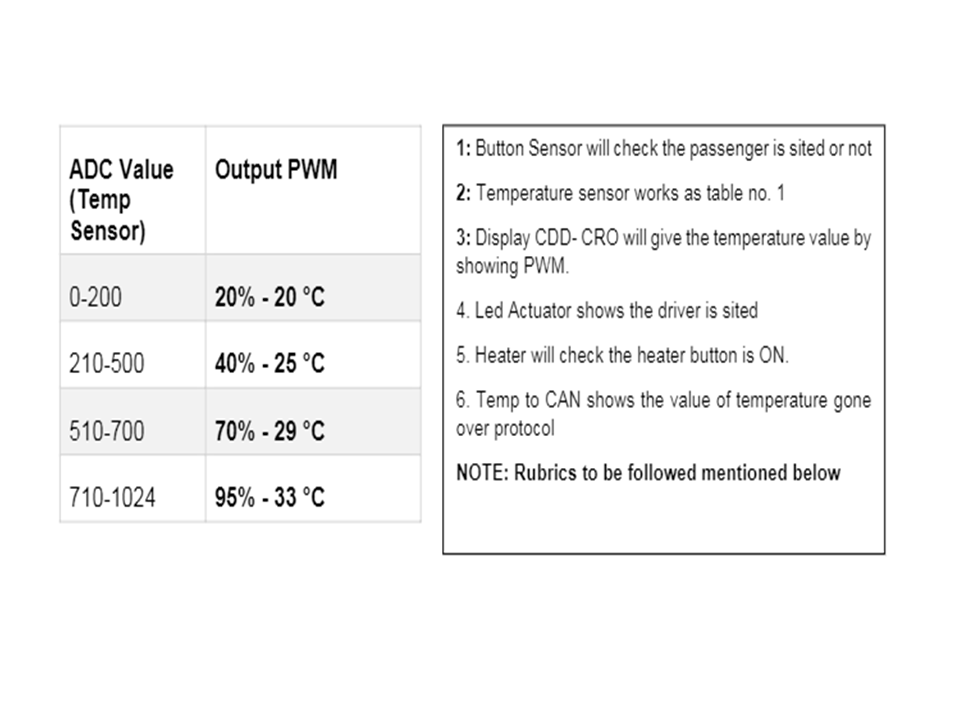 ADC Value
(Temp
Sensor)
Output PWM
0-200
20% - 20 °C
210-500
40% - 25 °C
510-700
70% - 29 °C
710-1024
95% - 33 °C
1: Button Sensor will check the passenger is sited or not
2: Temperature sensor works as table no. 1
3: Display CDD- CRO will give the temperature value by
showing PWM.
4. Led Actuator shows the driver is sited
5. Heater will check the heater button is ON.
6. Temp to CAN shows the value of temperature gone
over protocol
NOTE: Rubrics to be followed mentioned below